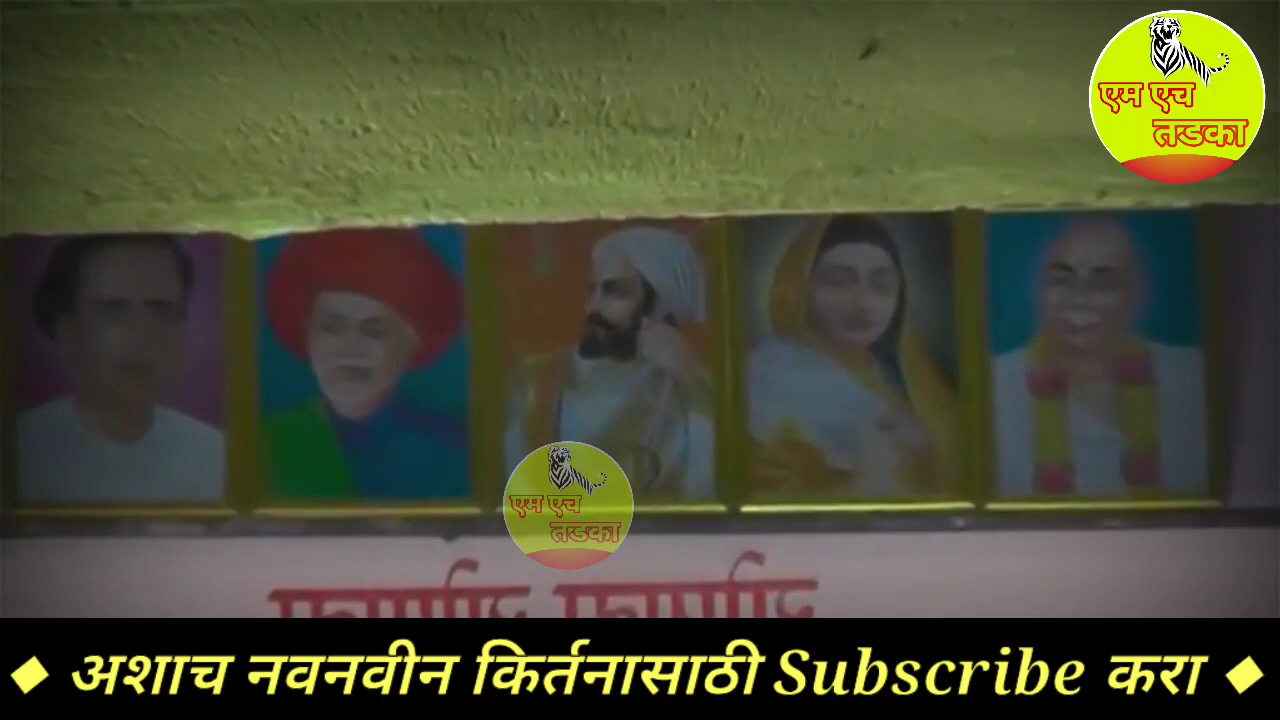 एम एच
तडका
एम एच
तडका
◆ अशाच नवनवीन किर्तनासाठी Subscribe करा ◆